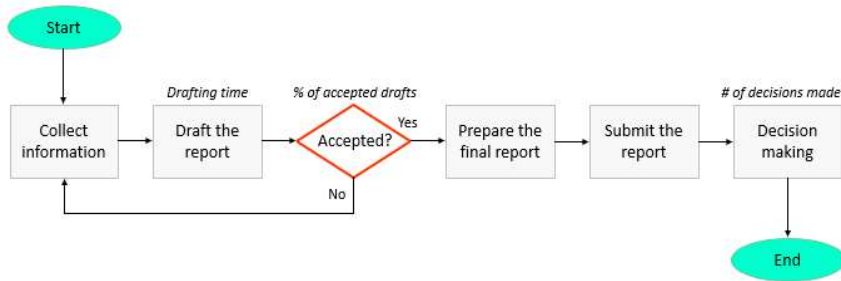 Start
Drafting time
% of accepted drafts
# of decisions made
Collect
information
Draft the
report
Accepted?
Yes
No
Prepare the
final report
Submit the
report
Decision
making
End